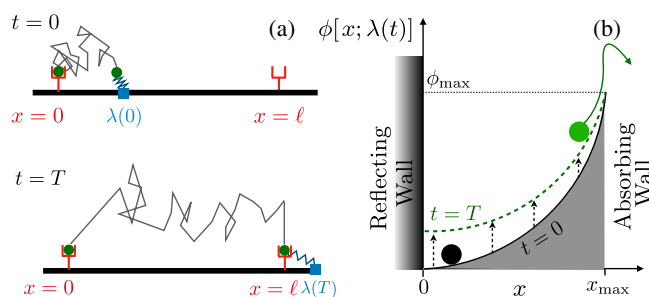 t = 0
(a)
x = 0
λ(0)
x = ℓ
t = T
x = 0
x = ℓ
λ(T)
ϕ[x; λ(t)]
(b)
ϕmax
Reflecting
Wall
Absorbing
Wall
t = T
t = 0
0
x
xmax